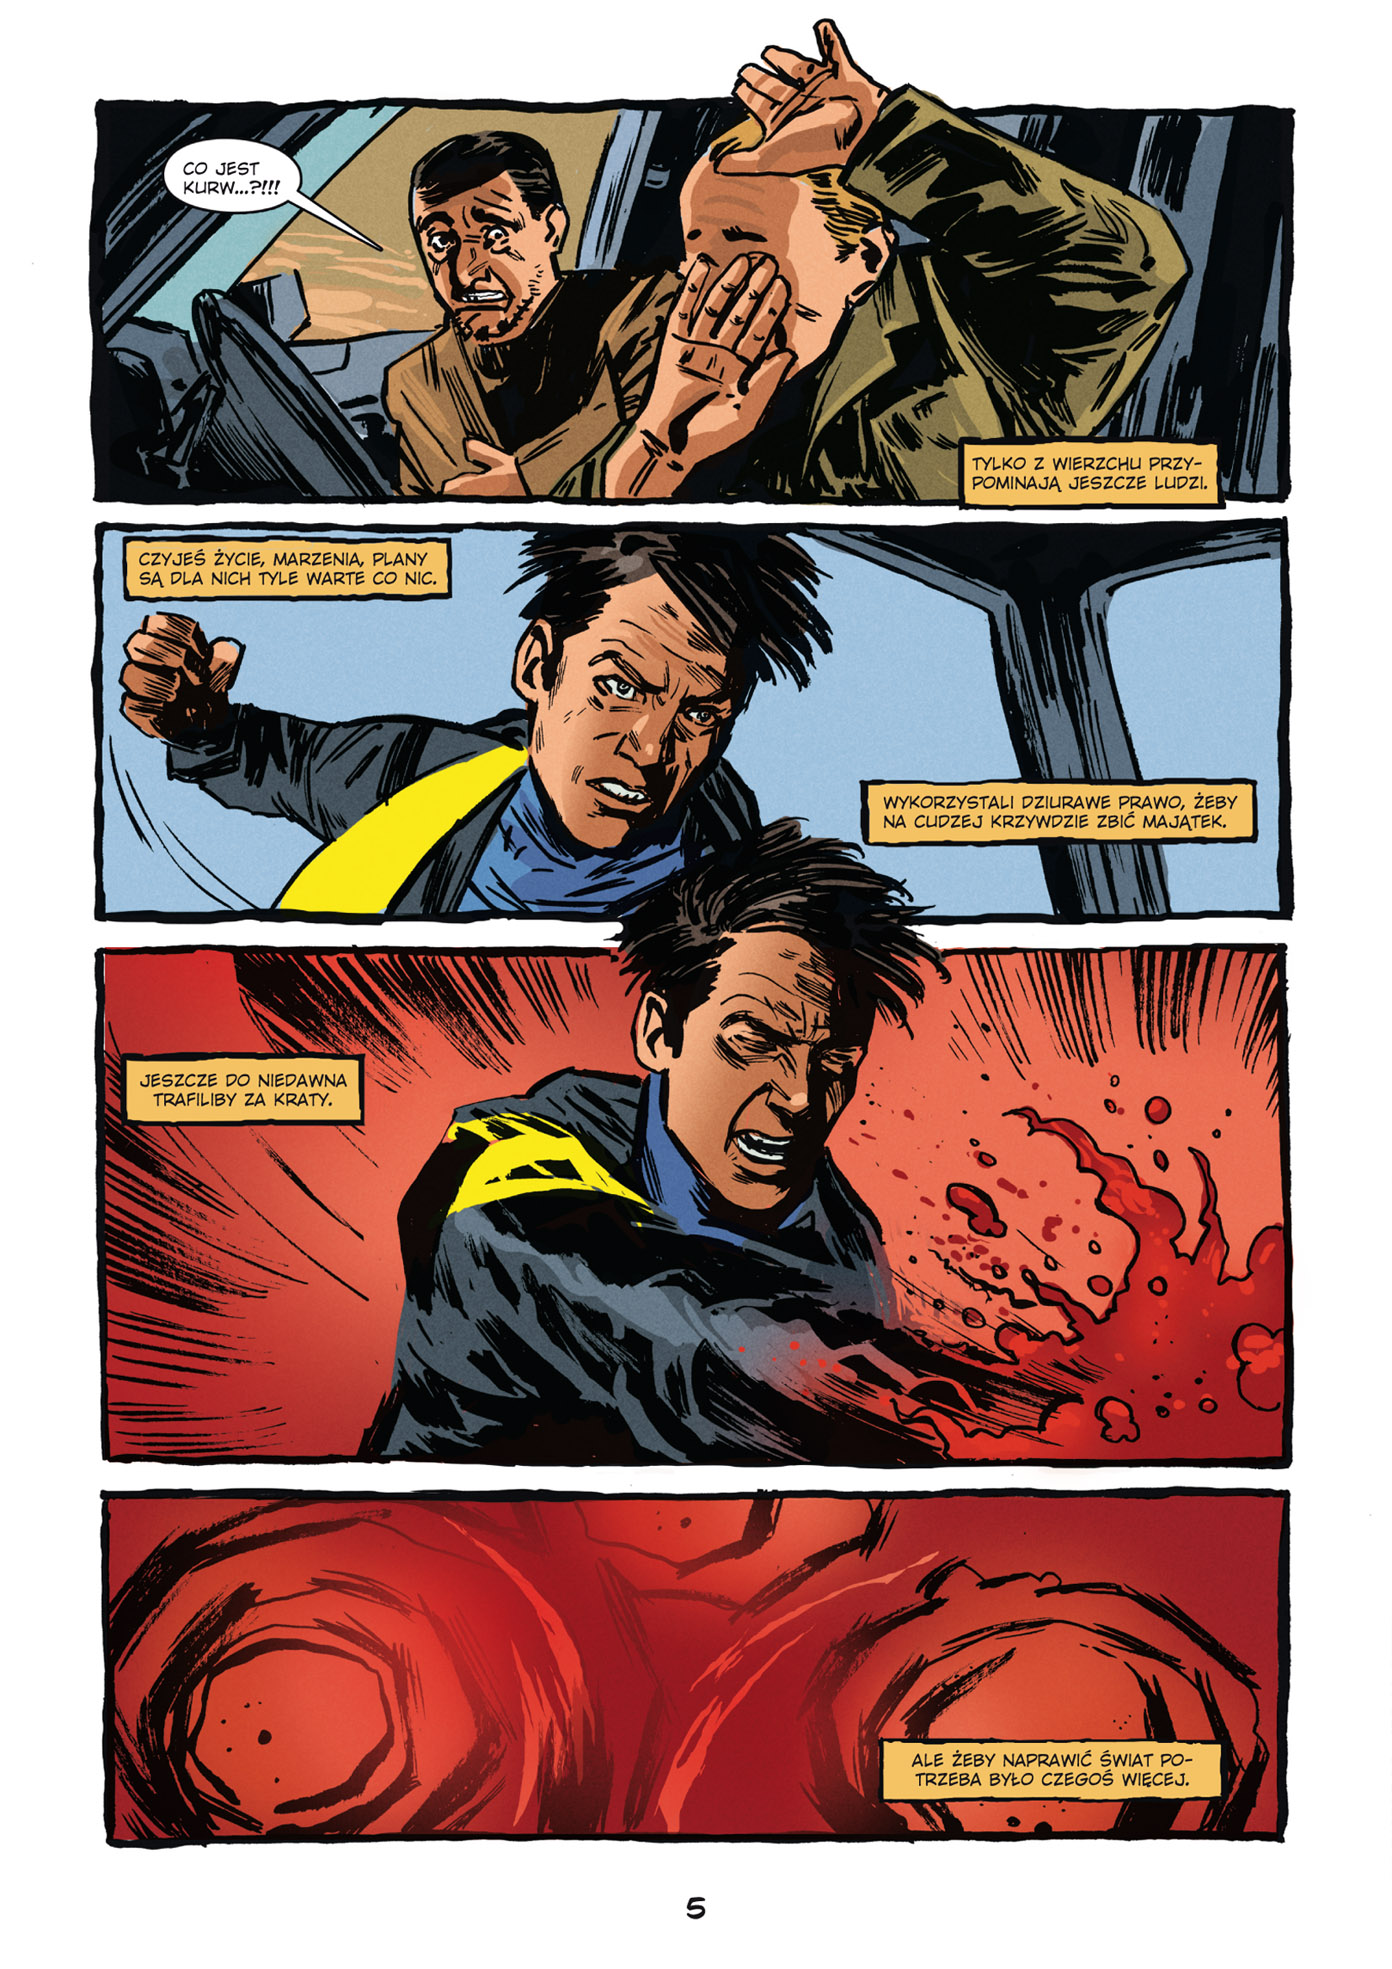 CO JEST
KURW...?!!!
TYLKO Z WIERZCHU PRZY-
POMINAJĄ JESZCZE LUDZI.
CZYJEŚ ŻYCIE, MARZENIA, PLANY
SĄ DLA NICH TYLE WARTE CO NIC.
WYKORZYSTALI DZIURAWE PRAWO, ŻEBY
NA CUDZEJ KRZYWDZIE ZBIĆ MAJĄTEK.
JESZCZE DO NIEDAWNA
TRAFILIBY ZA KRATY.
ALE ŻEBY NAPRAWIĆ ŚWIAT PO-
TRZEBA BYŁO CZEGOŚ WIĘCEJ.
5